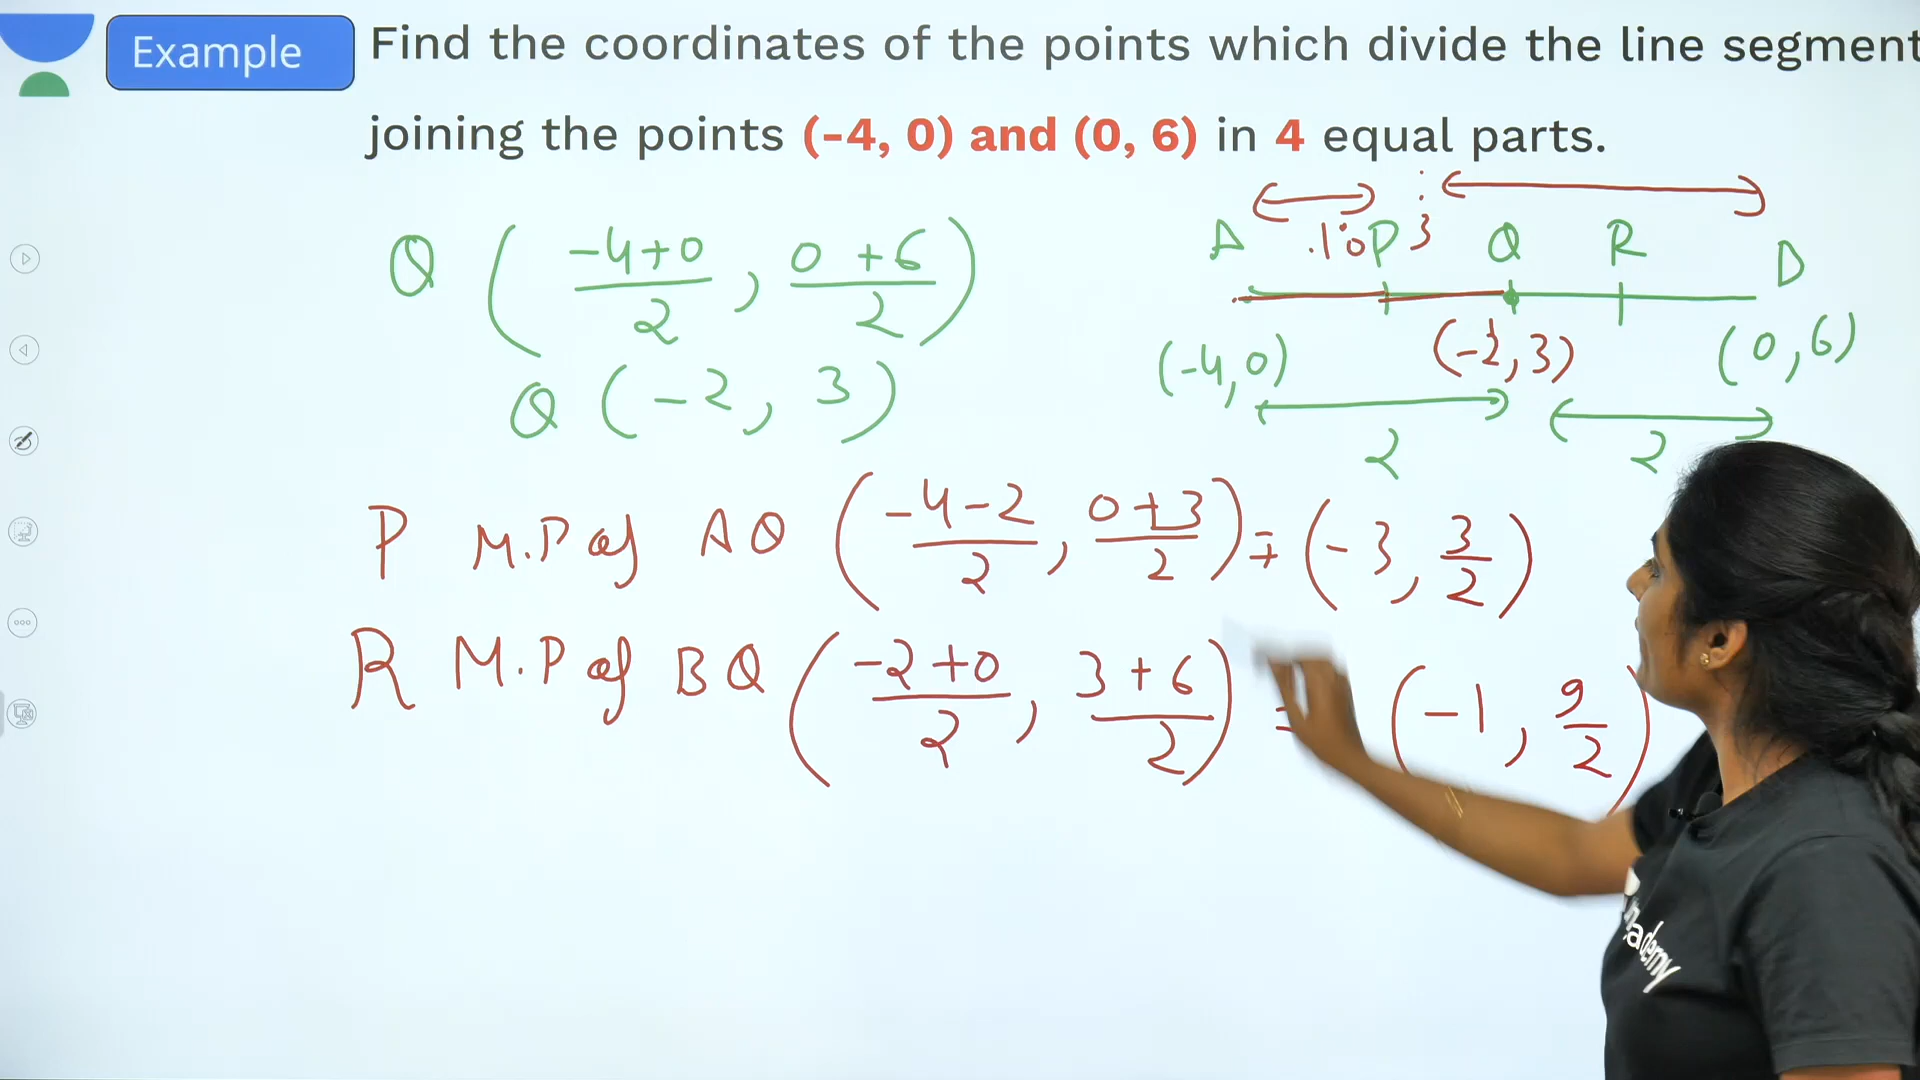 Example
Find the coordinates of the points which divide the line segment
joining the points (-4, 0) and (0, 6) in 4 equal parts.
Q ( (-4+0)/2 , (0+6)/2 )
Q (-2, 3)
A P Q R D
1 : 3
(-4,0) (-2,3) (0,6)
2 2
P M.P of AQ ( (-4-2)/2 , (0+3)/2 ) = (-3, 3/2)
R M.P of BQ ( (-2+0)/2 , (3+6)/2 ) = (-1, 9/2)